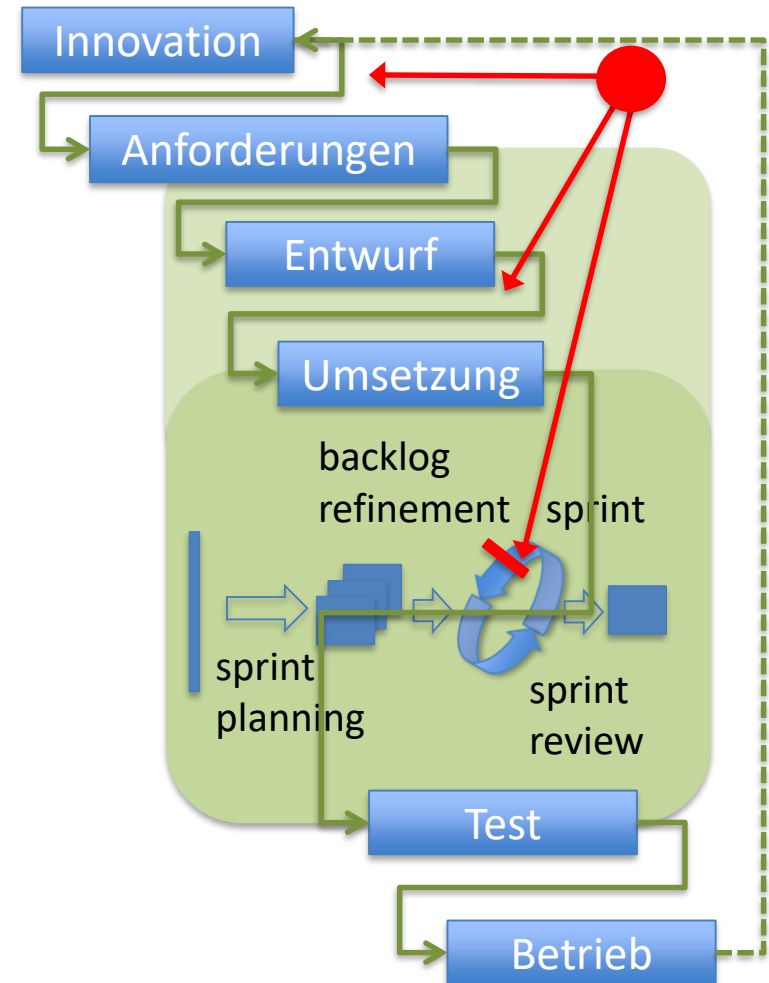 Innovation
Anforderungen
Entwurf
Umsetzung
backlog
refinement
sprint
sprint
planning
sprint
review
Test
Betrieb